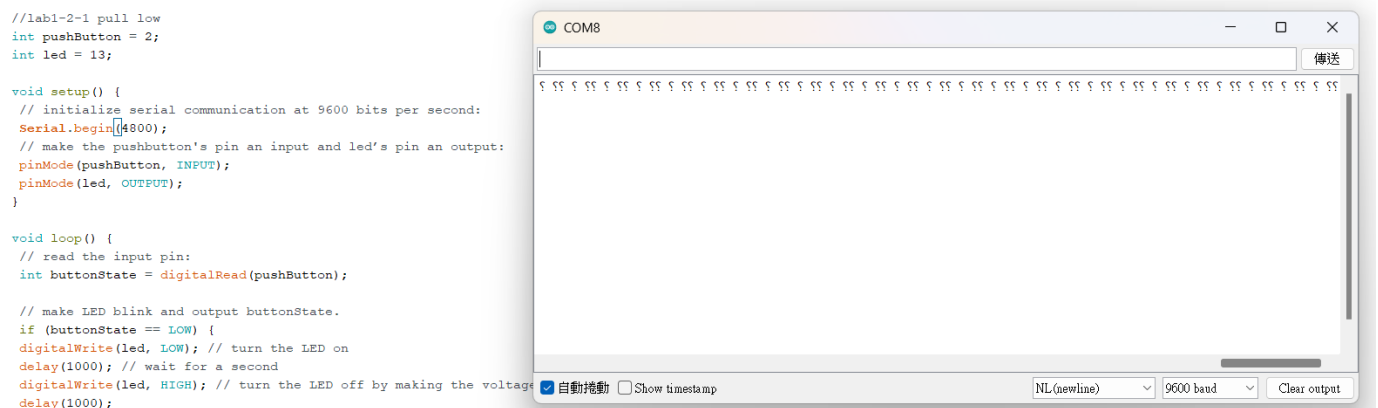 //lab1-2-1 pull low
int pushButton = 2;
int led = 13;
void setup() {
// initialize serial communication at 9600 bits per second:
Serial.begin(4800);
// make the pushbutton's pin an input and led’s pin an output:
pinMode(pushButton, INPUT);
pinMode(led, OUTPUT);
}
void loop() {
// read the input pin:
int buttonState = digitalRead(pushButton);
// make LED blink and output buttonState.
if (buttonState == LOW) {
digitalWrite(led, LOW); // turn the LED on
delay(1000); // wait for a second
digitalWrite(led, HIGH); // turn the LED off by making the voltage
delay(1000);
COM8
傳送
自動捲動
Show timestamp
NL(newline)
9600 baud
Clear output